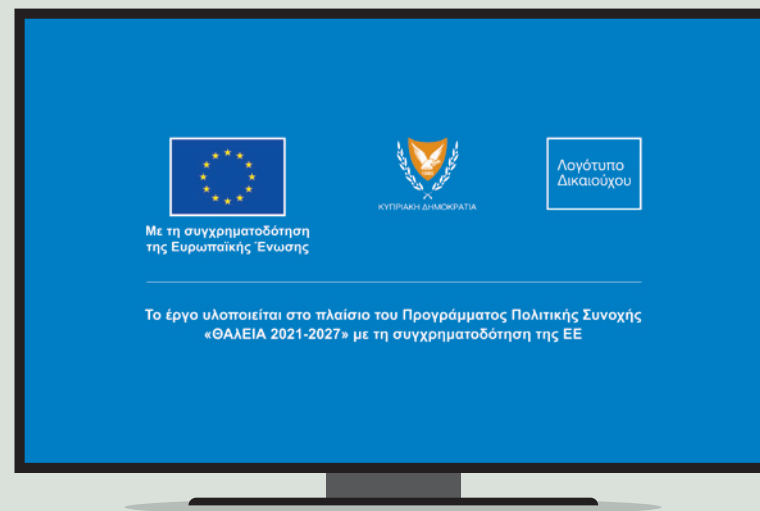 Με τη συγχρηματοδότηση
της Ευρωπαϊκής Ένωσης
1960
ΚΥΠΡΙΑΚΗ ΔΗΜΟΚΡΑΤΙΑ
Λογότυπο
Δικαιούχου
Το έργο υλοποιείται στο πλαίσιο του Προγράμματος Πολιτικής Συνοχής
«ΘΑλΕΙΑ 2021-2027» με τη συγχρηματοδότηση της ΕΕ